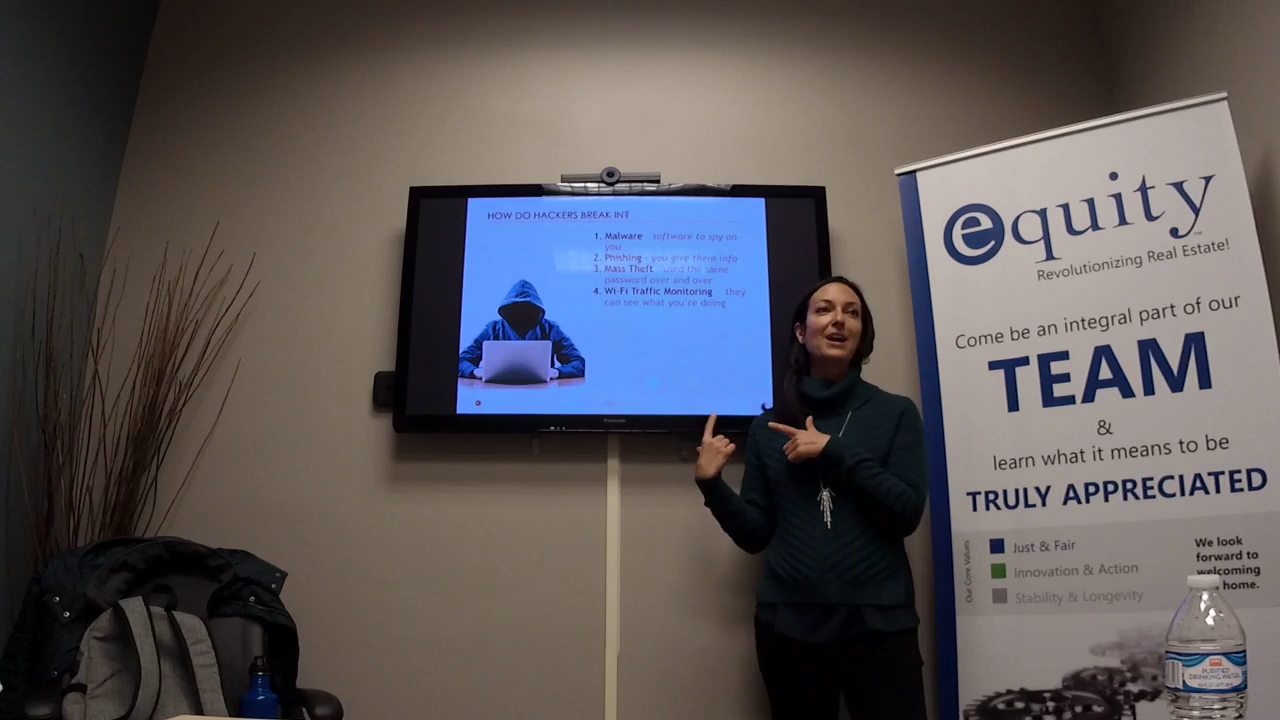 HOW DO HACKERS BREAK IN?
1. Malware – software to spy on
you
2. Phishing – you give them info
3. Mass Theft – used the same
password over and over
4. Wi-Fi Traffic Monitoring – they
can see what you're doing
Panasonic
equity
Revolutionizing Real Estate!
Come be an integral part of our
TEAM
&
learn what it means to be
TRULY APPRECIATED
Our Core Values
Just & Fair
Innovation & Action
Stability & Longevity
We look
forward to
welcoming
home.
PURIFIED
DRINKING WATER